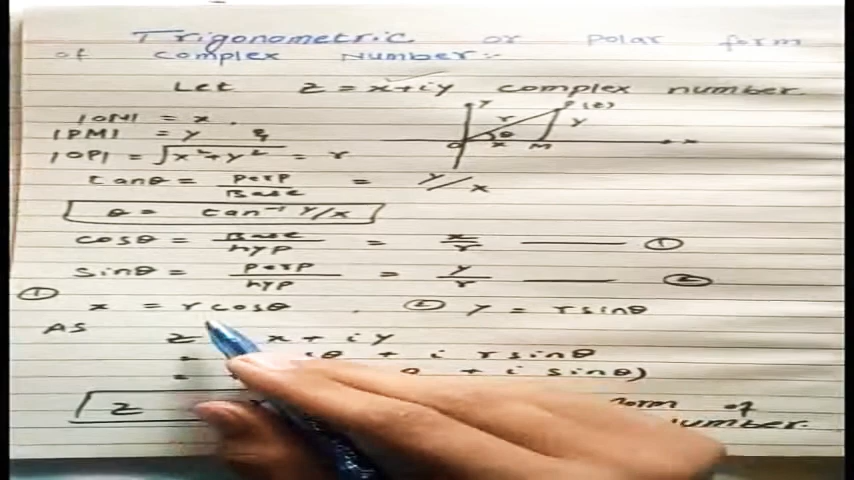 Trigonometric or Polar form
of complex Number:-
Let z = x+iy complex number.
|OM| = x.
|PM| = y &
|OP| = √x²+y² = r
y P(z)
r θ y
O x M x
tanθ = Perp/Base = y/x
θ = tan⁻¹ y/x
cosθ = Base/hyp = x/r ①
sinθ = Perp/hyp = y/r ②
① x = r cosθ . ② y = r sinθ
As z x + iy
= sθ + i r sinθ
= + i sinθ)
z form of
number.